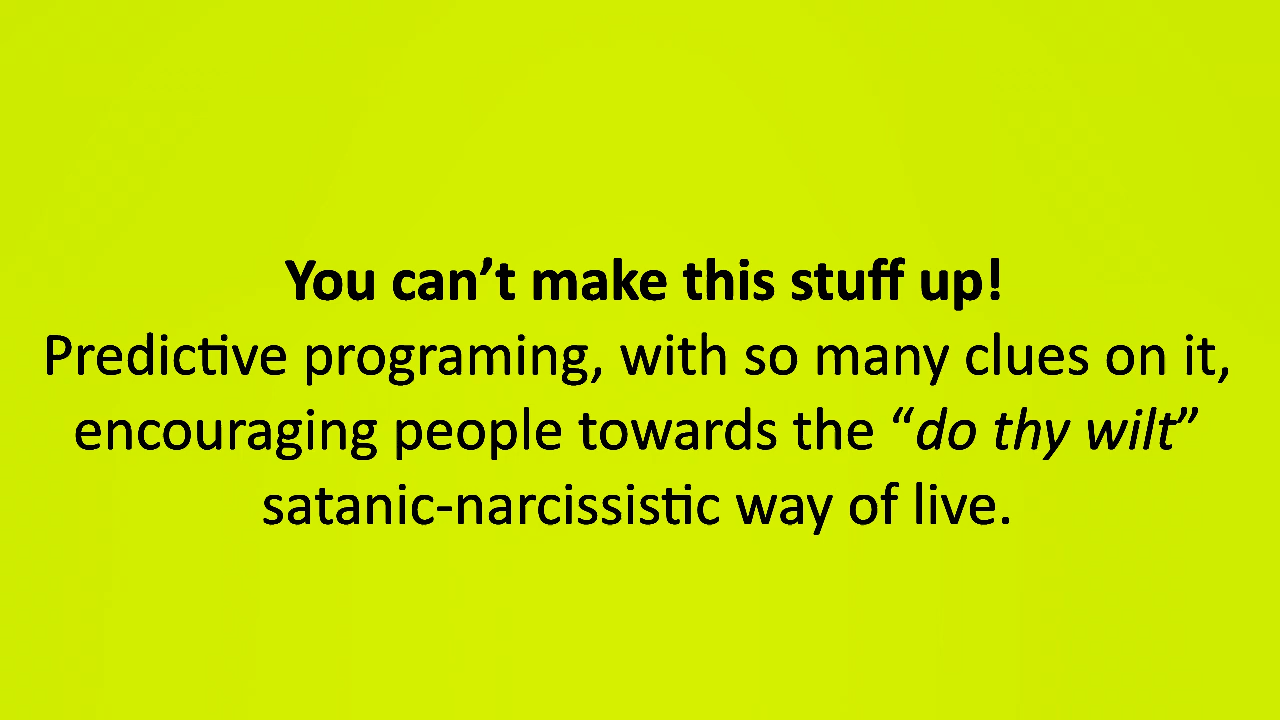 You can’t make this stuff up!
Predictive programing, with so many clues on it,
encouraging people towards the “do thy wilt”
satanic-narcissistic way of live.